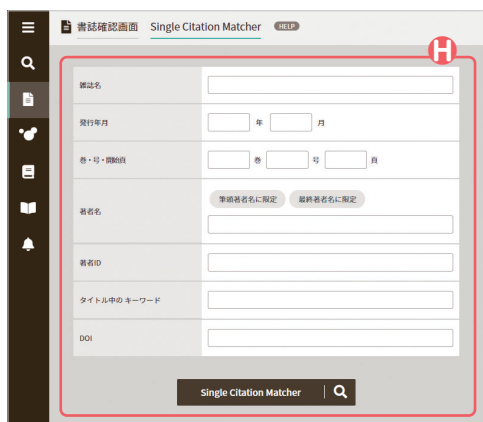 書誌確認画面 Single Citation Matcher HELP
H
雑誌名
発行年月 年 月
巻・号・開始頁 巻 号 頁
筆頭著者名に限定 最終著者名に限定
著者名
著者ID
タイトル中の キーワード
DOI
Single Citation Matcher